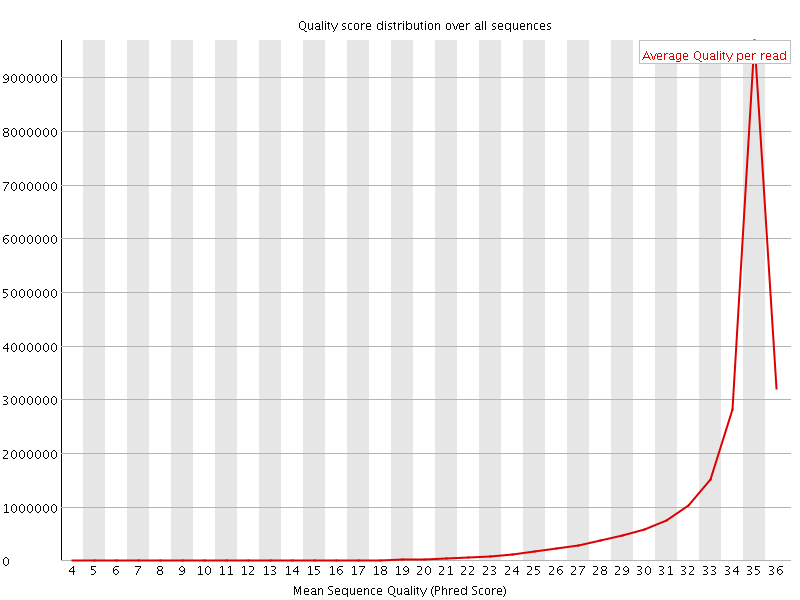 Quality score distribution over all sequences
Average Quality per read
9000000
8000000
7000000
6000000
5000000
4000000
3000000
2000000
1000000
0
4 5 6 7 8 9 10 11 12 13 14 15 16 17 18 19 20 21 22 23 24 25 26 27 28 29 30 31 32 33 34 35 36
Mean Sequence Quality (Phred Score)